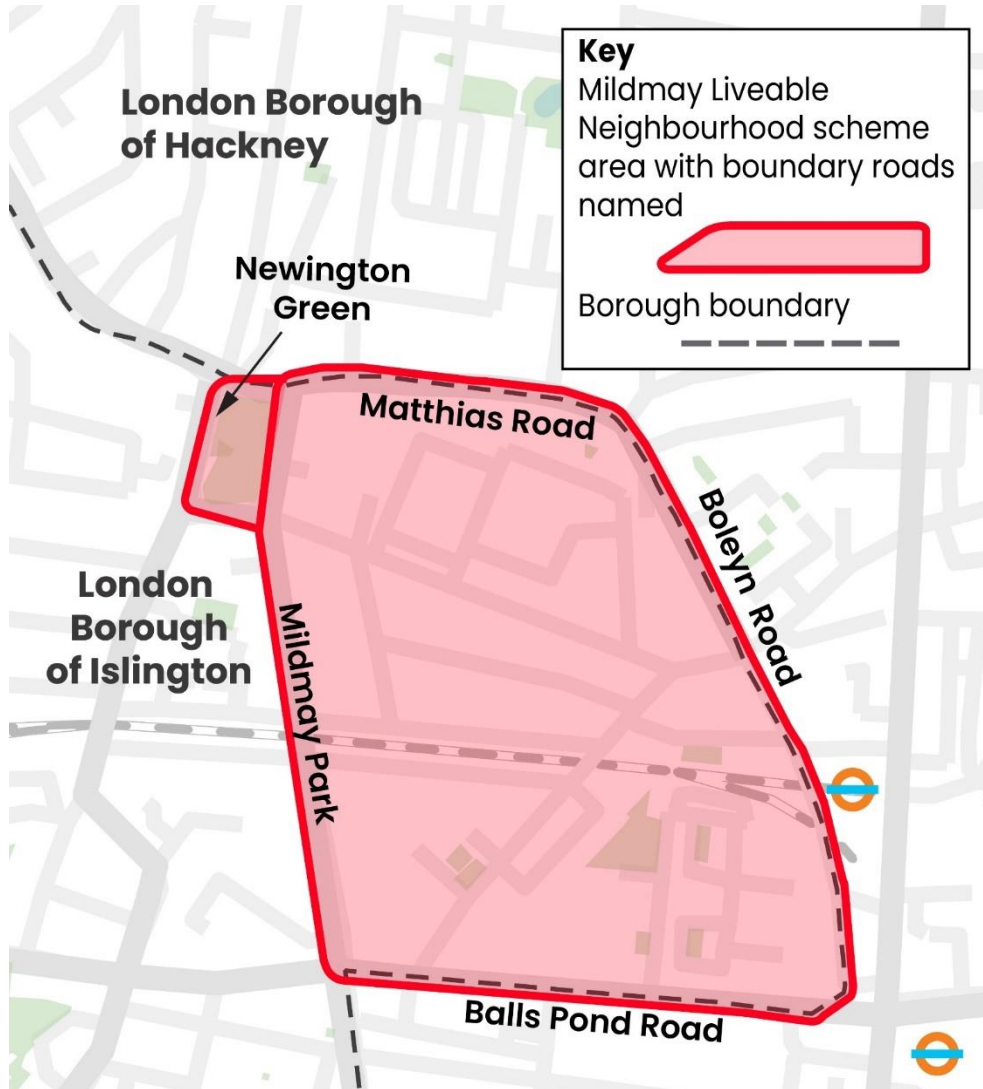 London Borough
of Hackney
Key
Mildmay Liveable
Neighbourhood scheme
area with boundary roads
named
Borough boundary
Newington
Green
Matthias Road
Boleyn Road
London
Borough
of Islington
Mildmay Park
Balls Pond Road